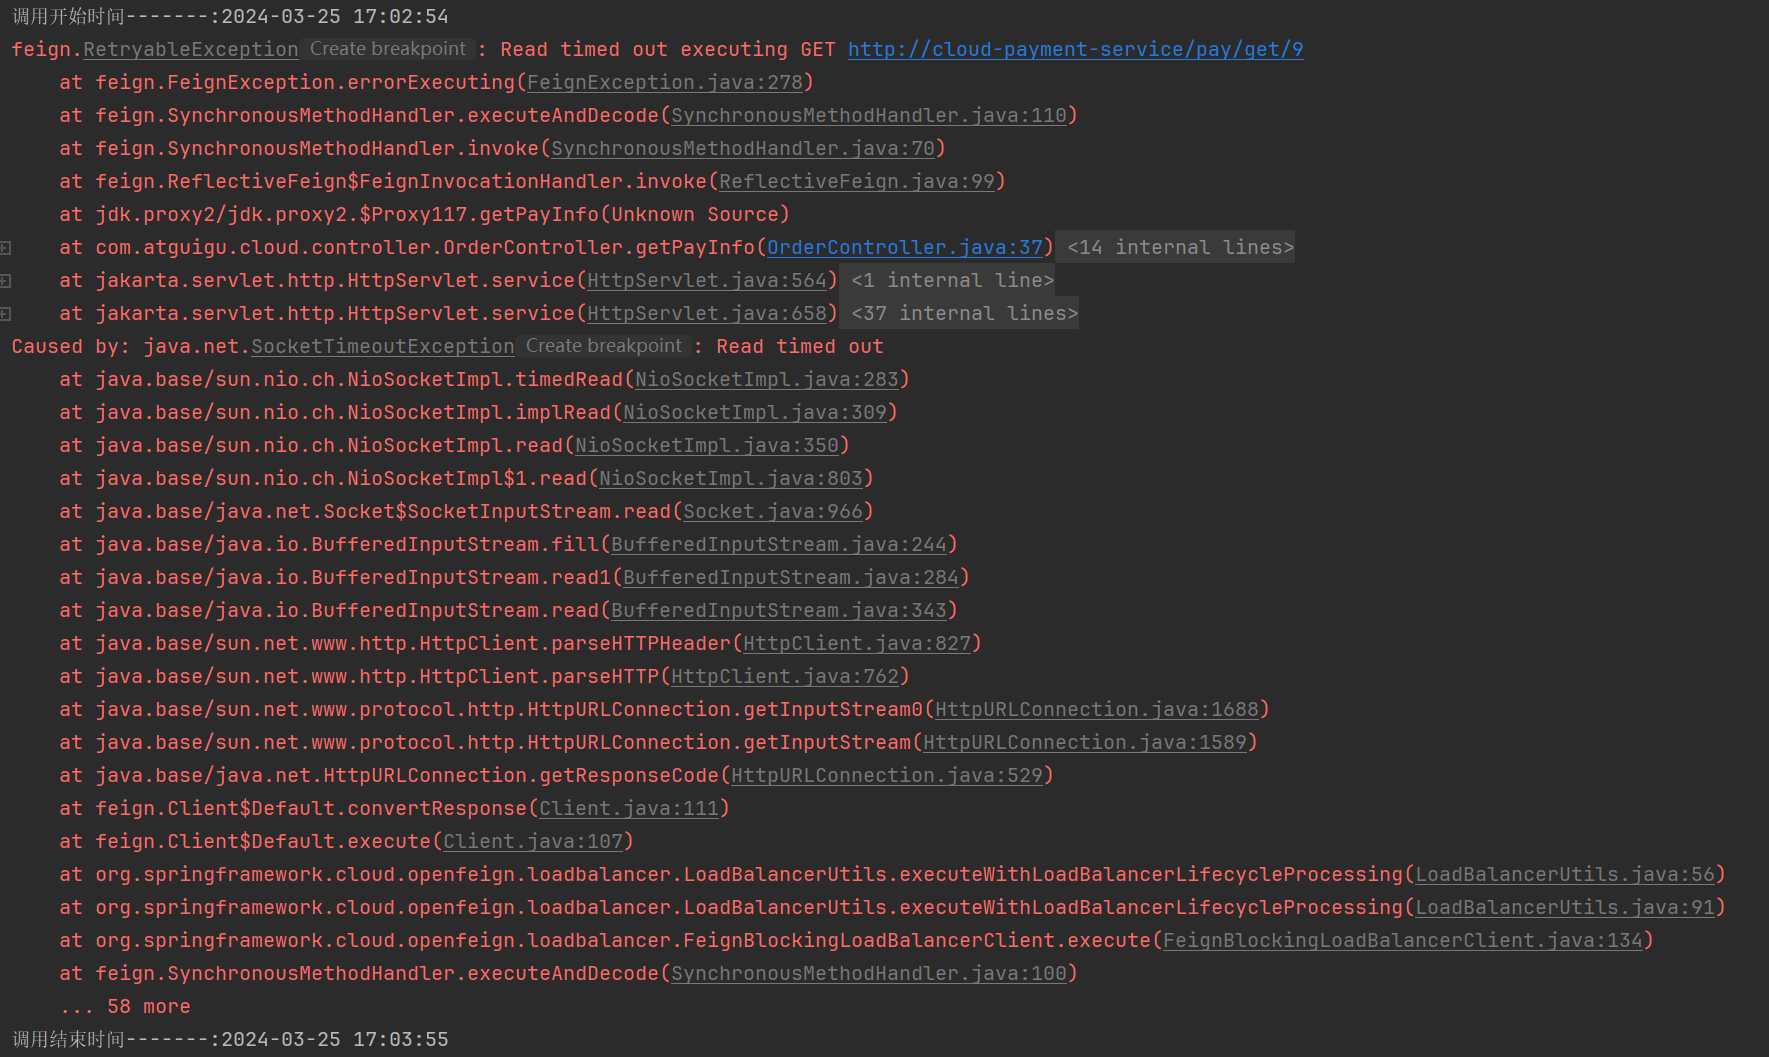 调用开始时间-------:2024-03-25 17:02:54
feign.RetryableException Create breakpoint : Read timed out executing GET http://cloud-payment-service/pay/get/9
at feign.FeignException.errorExecuting(FeignException.java:278)
at feign.SynchronousMethodHandler.executeAndDecode(SynchronousMethodHandler.java:110)
at feign.SynchronousMethodHandler.invoke(SynchronousMethodHandler.java:70)
at feign.ReflectiveFeign$FeignInvocationHandler.invoke(ReflectiveFeign.java:99)
at jdk.proxy2/jdk.proxy2.$Proxy117.getPayInfo(Unknown Source)
at com.atguigu.cloud.controller.OrderController.getPayInfo(OrderController.java:37) <14 internal lines>
at jakarta.servlet.http.HttpServlet.service(HttpServlet.java:564) <1 internal line>
at jakarta.servlet.http.HttpServlet.service(HttpServlet.java:658) <37 internal lines>
Caused by: java.net.SocketTimeoutException Create breakpoint : Read timed out
at java.base/sun.nio.ch.NioSocketImpl.timedRead(NioSocketImpl.java:283)
at java.base/sun.nio.ch.NioSocketImpl.implRead(NioSocketImpl.java:309)
at java.base/sun.nio.ch.NioSocketImpl.read(NioSocketImpl.java:350)
at java.base/sun.nio.ch.NioSocketImpl$1.read(NioSocketImpl.java:803)
at java.base/java.net.Socket$SocketInputStream.read(Socket.java:966)
at java.base/java.io.BufferedInputStream.fill(BufferedInputStream.java:244)
at java.base/java.io.BufferedInputStream.read1(BufferedInputStream.java:284)
at java.base/java.io.BufferedInputStream.read(BufferedInputStream.java:343)
at java.base/sun.net.www.http.HttpClient.parseHTTPHeader(HttpClient.java:827)
at java.base/sun.net.www.http.HttpClient.parseHTTP(HttpClient.java:762)
at java.base/sun.net.www.protocol.http.HttpURLConnection.getInputStream0(HttpURLConnection.java:1688)
at java.base/sun.net.www.protocol.http.HttpURLConnection.getInputStream(HttpURLConnection.java:1589)
at java.base/java.net.HttpURLConnection.getResponseCode(HttpURLConnection.java:529)
at feign.Client$Default.convertResponse(Client.java:111)
at feign.Client$Default.execute(Client.java:107)
at org.springframework.cloud.openfeign.loadbalancer.LoadBalancerUtils.executeWithLoadBalancerLifecycleProcessing(LoadBalancerUtils.java:56)
at org.springframework.cloud.openfeign.loadbalancer.LoadBalancerUtils.executeWithLoadBalancerLifecycleProcessing(LoadBalancerUtils.java:91)
at org.springframework.cloud.openfeign.loadbalancer.FeignBlockingLoadBalancerClient.execute(FeignBlockingLoadBalancerClient.java:134)
at feign.SynchronousMethodHandler.executeAndDecode(SynchronousMethodHandler.java:100)
... 58 more
调用结束时间-------:2024-03-25 17:03:55